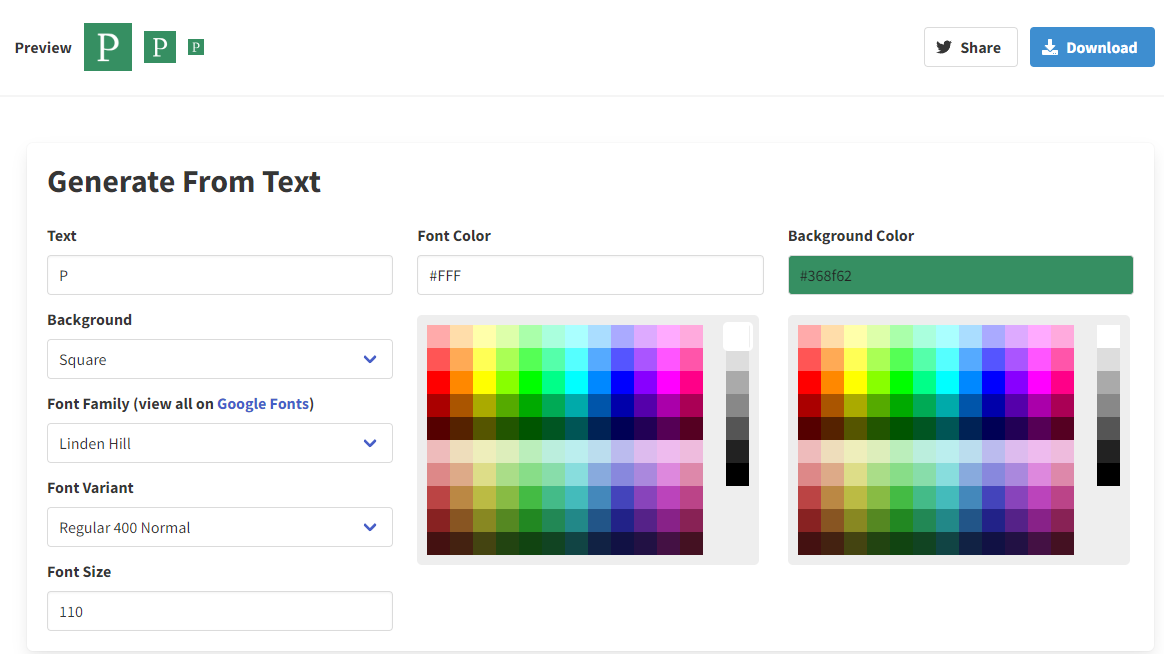 Preview P P P Share Download
Generate From Text
Text Font Color Background Color
P #FFF #368f62
Background
Square
Font Family (view all on Google Fonts)
Linden Hill
Font Variant
Regular 400 Normal
Font Size
110